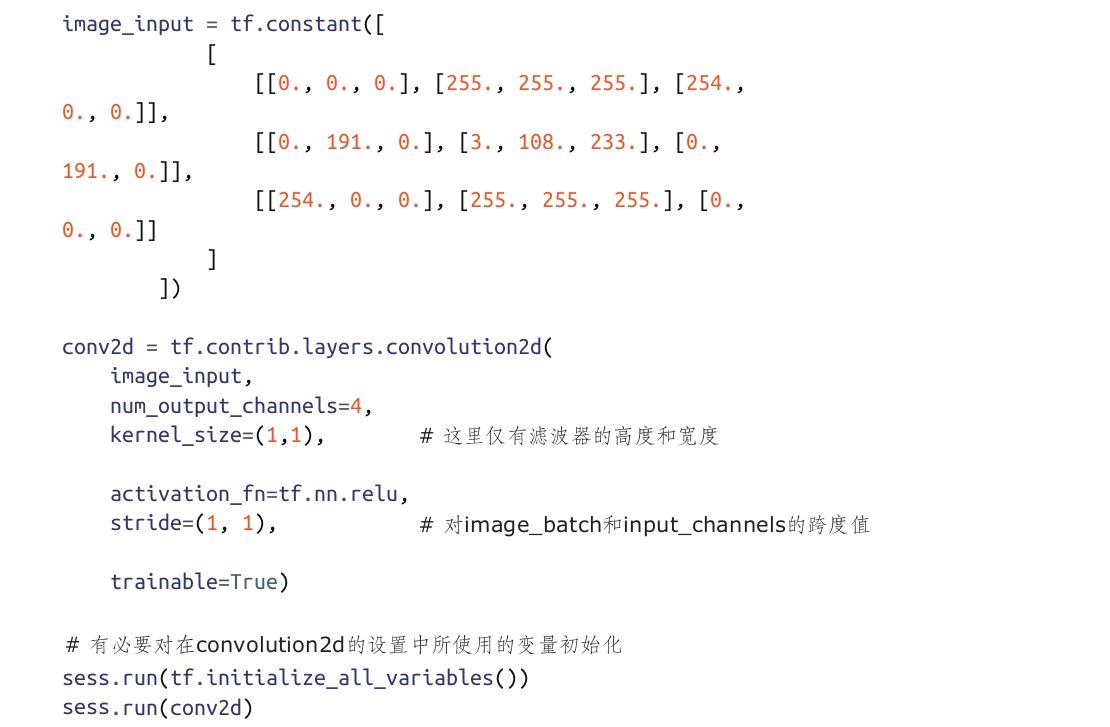 image_input = tf.constant([
[
[[0., 0., 0.], [255., 255., 255.], [254.,
0., 0.]],
[[0., 191., 0.], [3., 108., 233.], [0.,
191., 0.]],
[[254., 0., 0.], [255., 255., 255.], [0.,
0., 0.]]
]
])
conv2d = tf.contrib.layers.convolution2d(
image_input,
num_output_channels=4,
kernel_size=(1,1), # 这里仅有滤波器的高度和宽度
activation_fn=tf.nn.relu,
stride=(1, 1), # 对image_batch和input_channels的跨度值
trainable=True)
# 有必要对在convolution2d的设置中所使用的变量初始化
sess.run(tf.initialize_all_variables())
sess.run(conv2d)